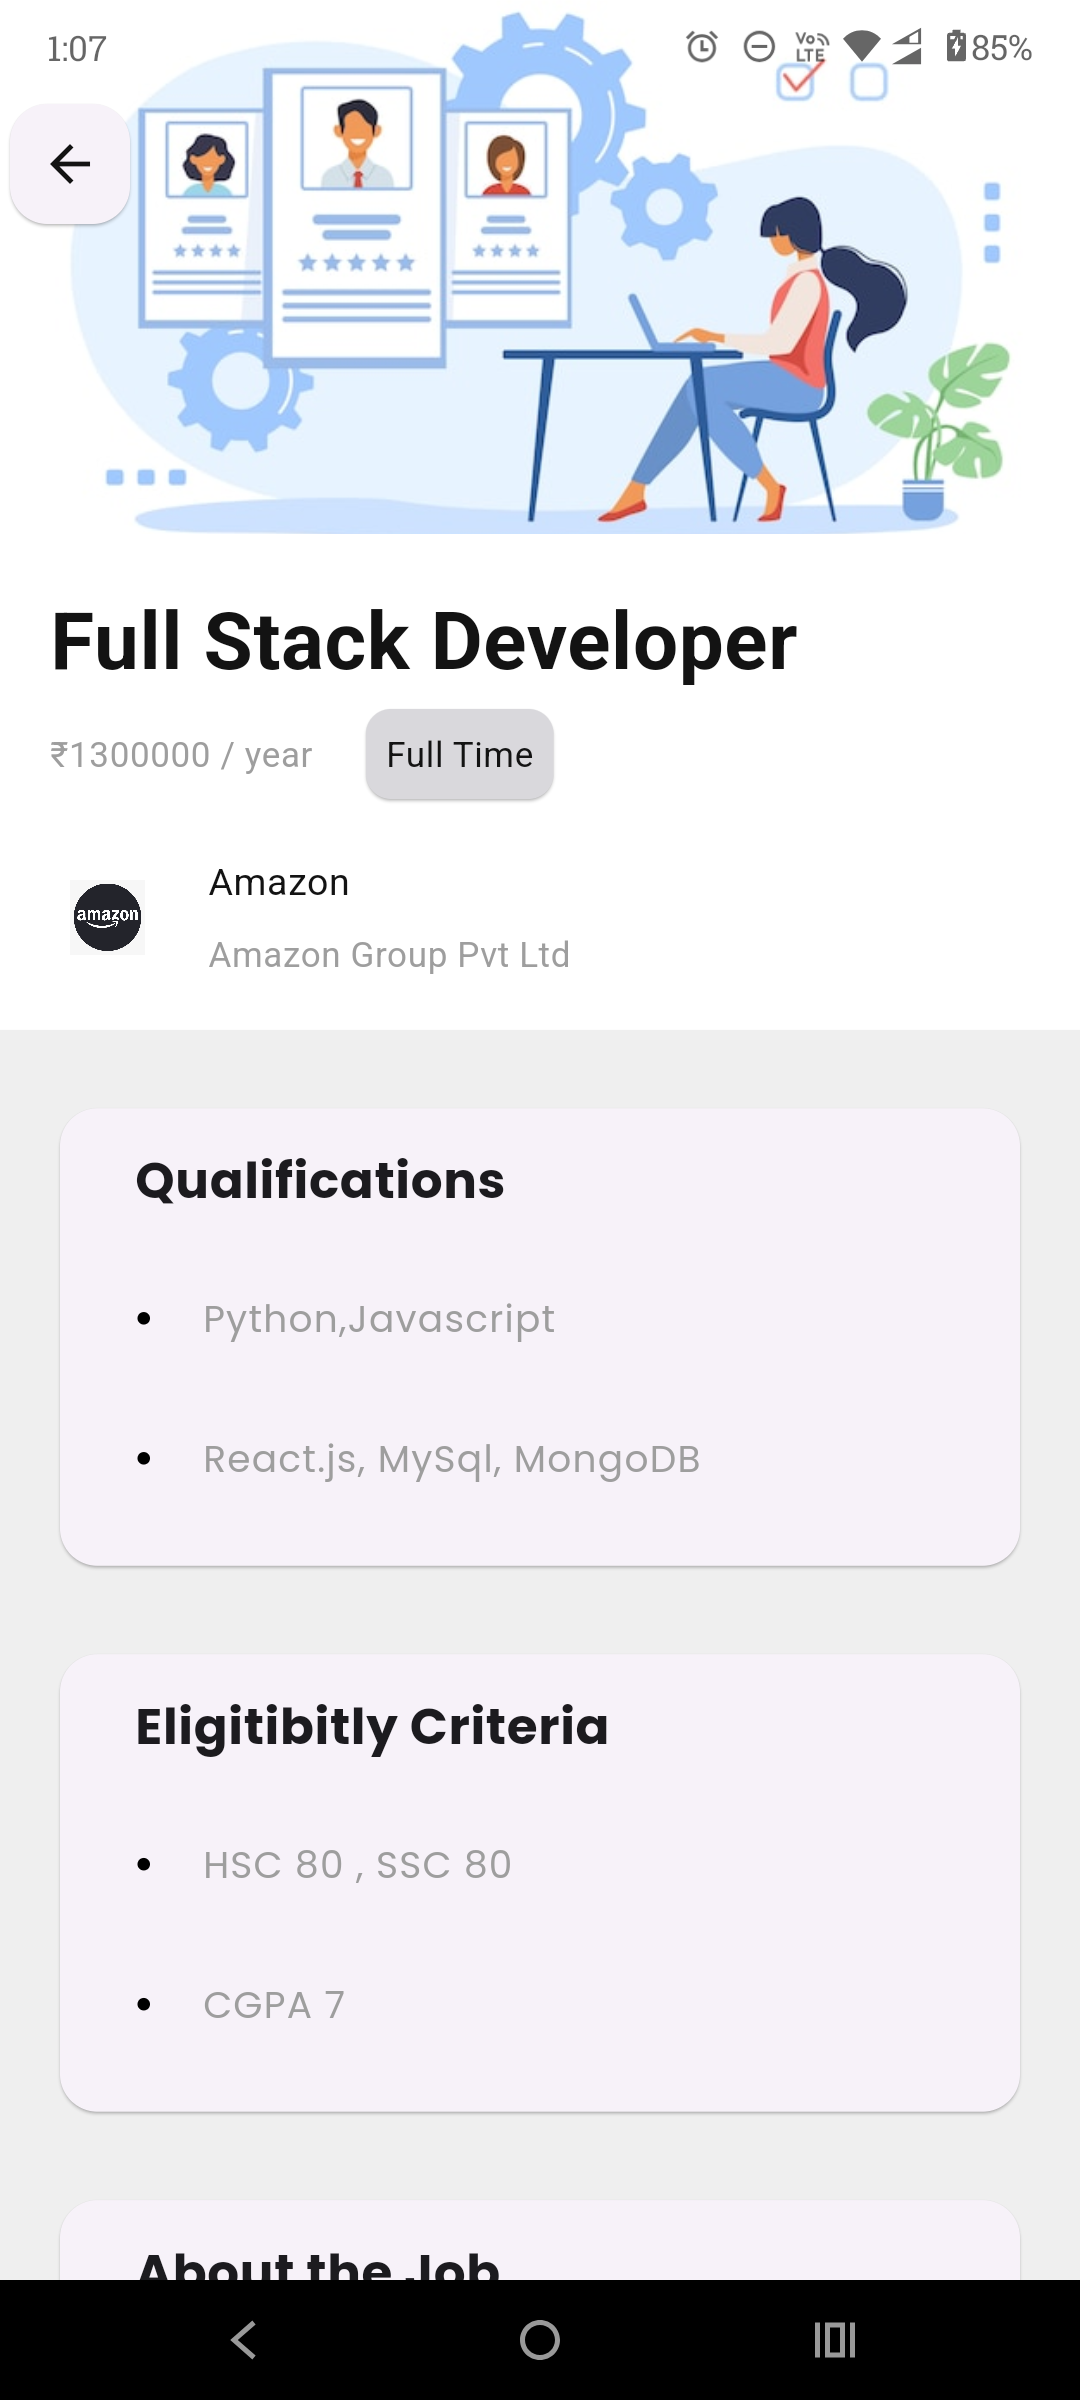 1:07
Vo
LTE
85%
Full Stack Developer
₹1300000 / year
Full Time
amazon
Amazon
Amazon Group Pvt Ltd
Qualifications
• Python,Javascript
• React.js, MySql, MongoDB
Eligitibitly Criteria
• HSC 80 , SSC 80
• CGPA 7
About the Job